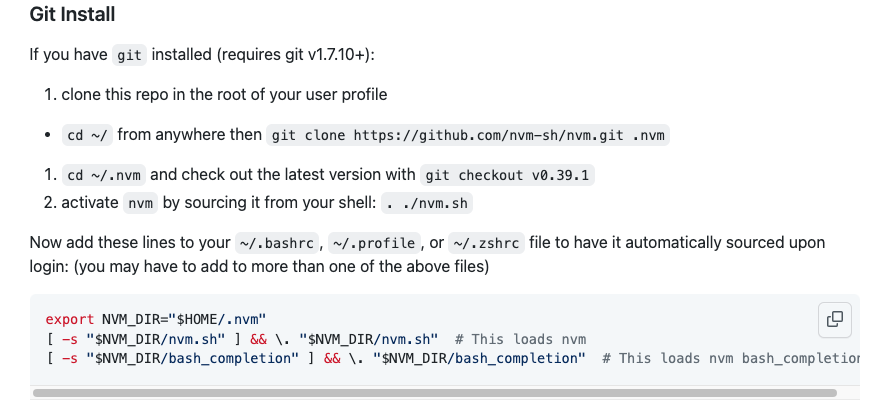 Git Install
If you have git installed (requires git v1.7.10+):
1. clone this repo in the root of your user profile
• cd ~/ from anywhere then git clone https://github.com/nvm-sh/nvm.git .nvm
1. cd ~/.nvm and check out the latest version with git checkout v0.39.1
2. activate nvm by sourcing it from your shell: . ./nvm.sh
Now add these lines to your ~/.bashrc, ~/.profile, or ~/.zshrc file to have it automatically sourced upon
login: (you may have to add to more than one of the above files)
export NVM_DIR="$HOME/.nvm"
[ -s "$NVM_DIR/nvm.sh" ] && \. "$NVM_DIR/nvm.sh"  # This loads nvm
[ -s "$NVM_DIR/bash_completion" ] && \. "$NVM_DIR/bash_completion"  # This loads nvm bash_completion